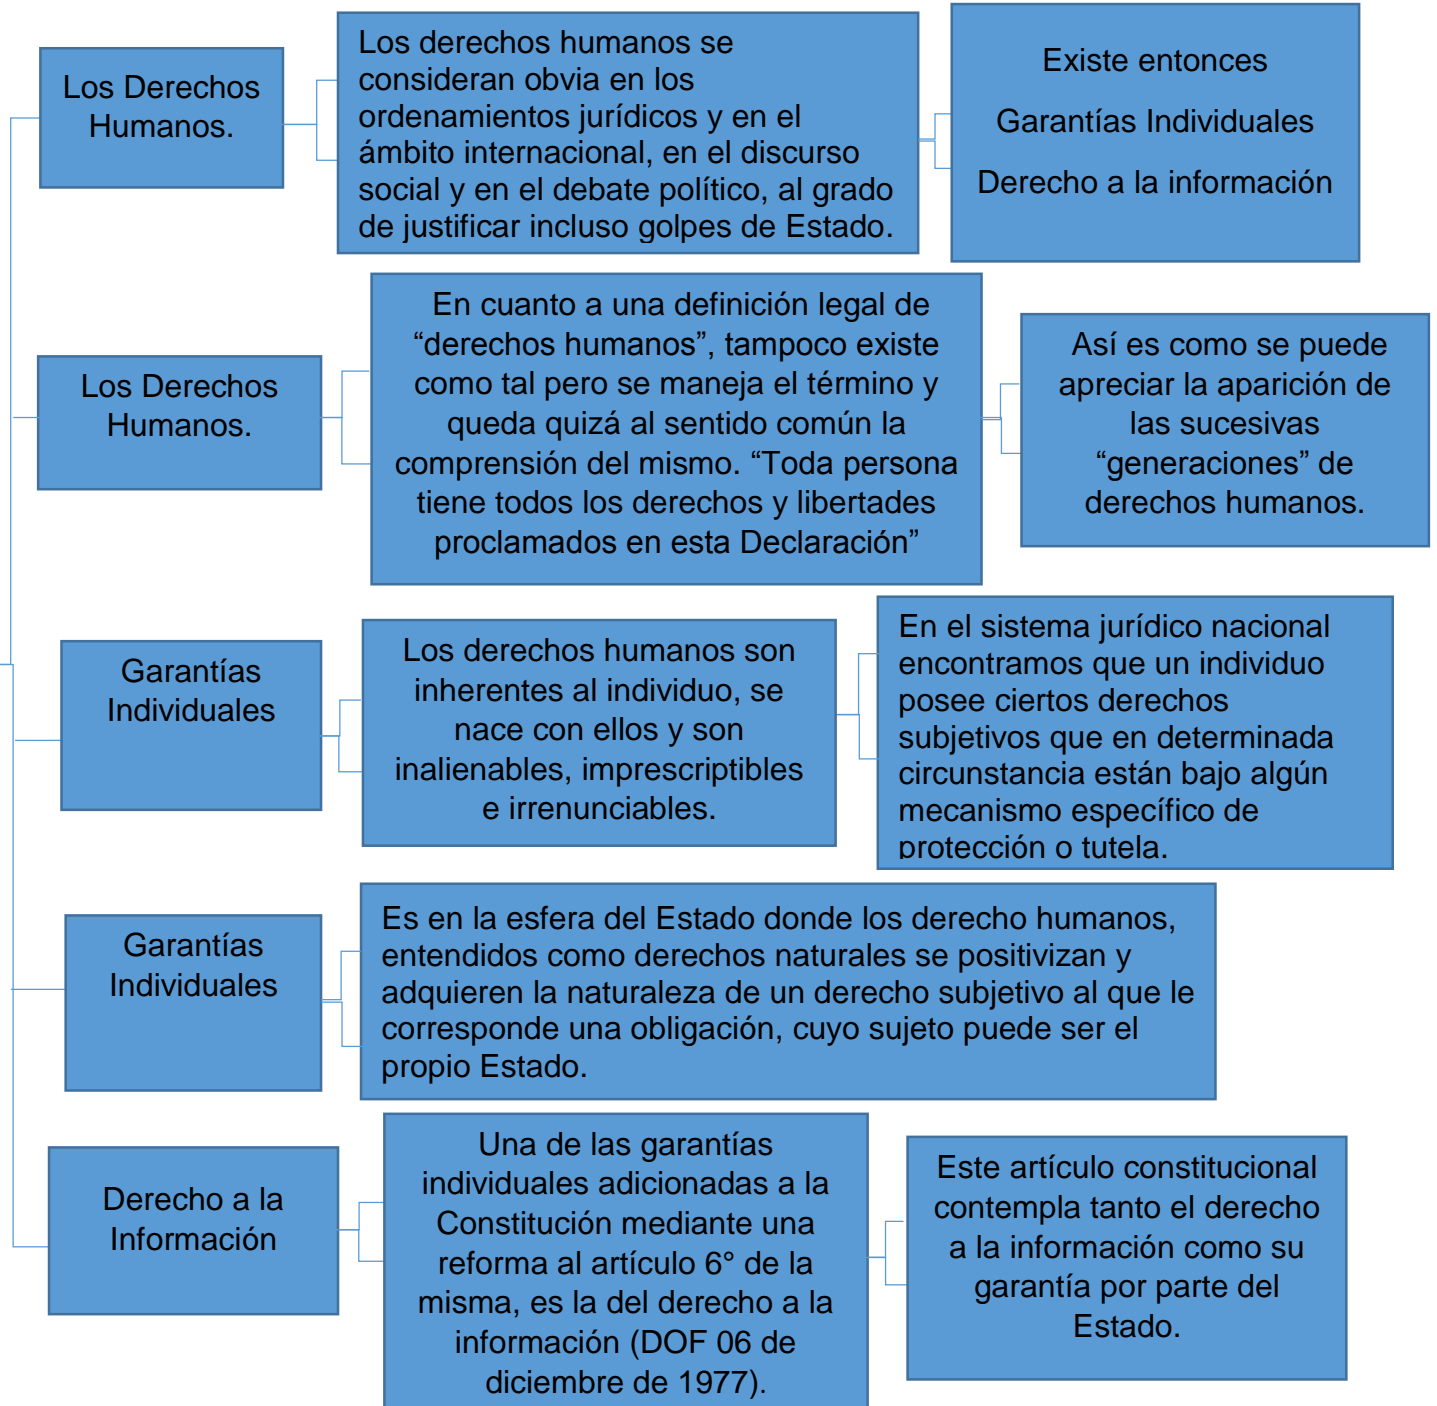 Los Derechos
Humanos.
Los derechos humanos se
consideran obvia en los
ordenamientos jurídicos y en el
ámbito internacional, en el discurso
social y en el debate político, al grado
de justificar incluso golpes de Estado.
Existe entonces
Garantías Individuales
Derecho a la información
Los Derechos
Humanos.
En cuanto a una definición legal de
“derechos humanos”, tampoco existe
como tal pero se maneja el término y
queda quizá al sentido común la
comprensión del mismo. “Toda persona
tiene todos los derechos y libertades
proclamados en esta Declaración”
Así es como se puede
apreciar la aparición de
las sucesivas
“generaciones” de
derechos humanos.
Garantías
Individuales
Los derechos humanos son
inherentes al individuo, se
nace con ellos y son
inalienables, imprescriptibles
e irrenunciables.
En el sistema jurídico nacional
encontramos que un individuo
posee ciertos derechos
subjetivos que en determinada
circunstancia están bajo algún
mecanismo específico de
protección o tutela.
Garantías
Individuales
Es en la esfera del Estado donde los derecho humanos,
entendidos como derechos naturales se positivizan y
adquieren la naturaleza de un derecho subjetivo al que le
corresponde una obligación, cuyo sujeto puede ser el
propio Estado.
Derecho a la
Información
Una de las garantías
individuales adicionadas a la
Constitución mediante una
reforma al artículo 6° de la
misma, es la del derecho a la
información (DOF 06 de
diciembre de 1977).
Este artículo constitucional
contempla tanto el derecho
a la información como su
garantía por parte del
Estado.